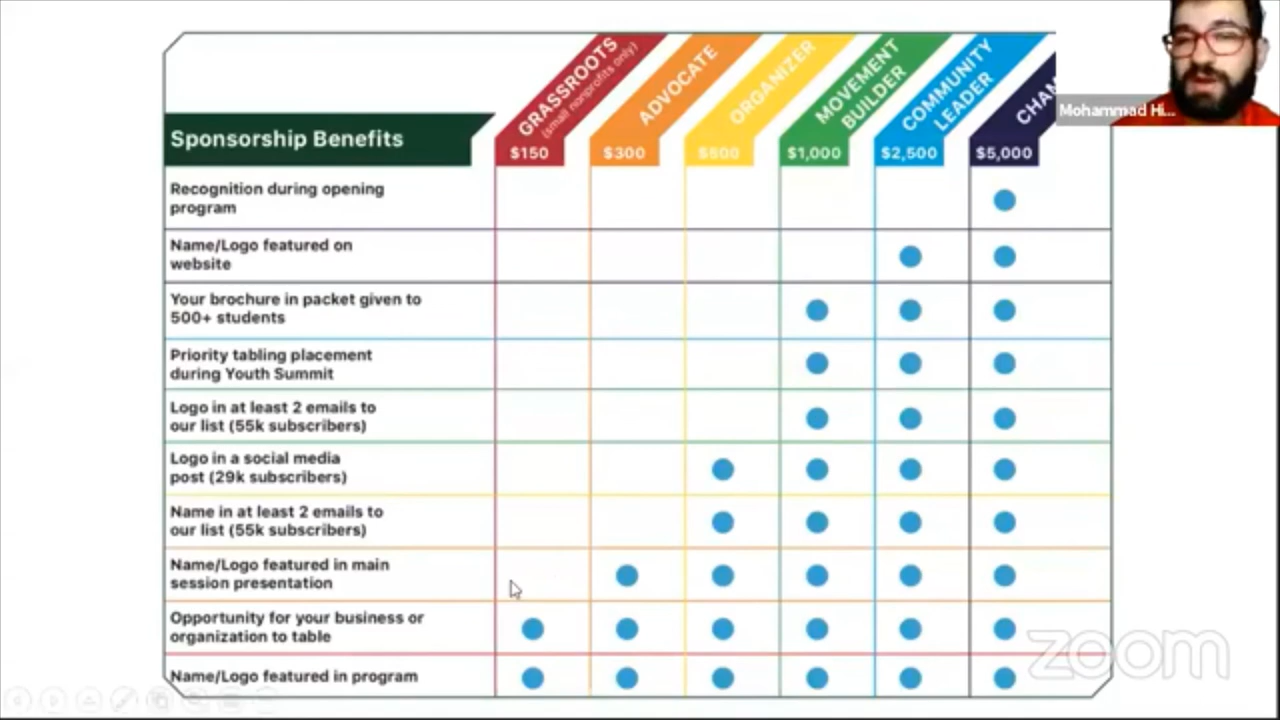 GRASSROOTS
(small nonprofits only)
ADVOCATE
ORGANIZER
MOVEMENT
BUILDER
COMMUNITY
LEADER
Mohammad Hi...
Sponsorship Benefits
$150
$300
$600
$1,000
$2,500
$5,000
Recognition during opening
program
Name/Logo featured on
website
Your brochure in packet given to
500+ students
Priority tabling placement
during Youth Summit
Logo in at least 2 emails to
our list (55k subscribers)
Logo in a social media
post (29k subscribers)
Name in at least 2 emails to
our list (55k subscribers)
Name/Logo featured in main
session presentation
Opportunity for your business or
organization to table
Name/Logo featured in program
zoom